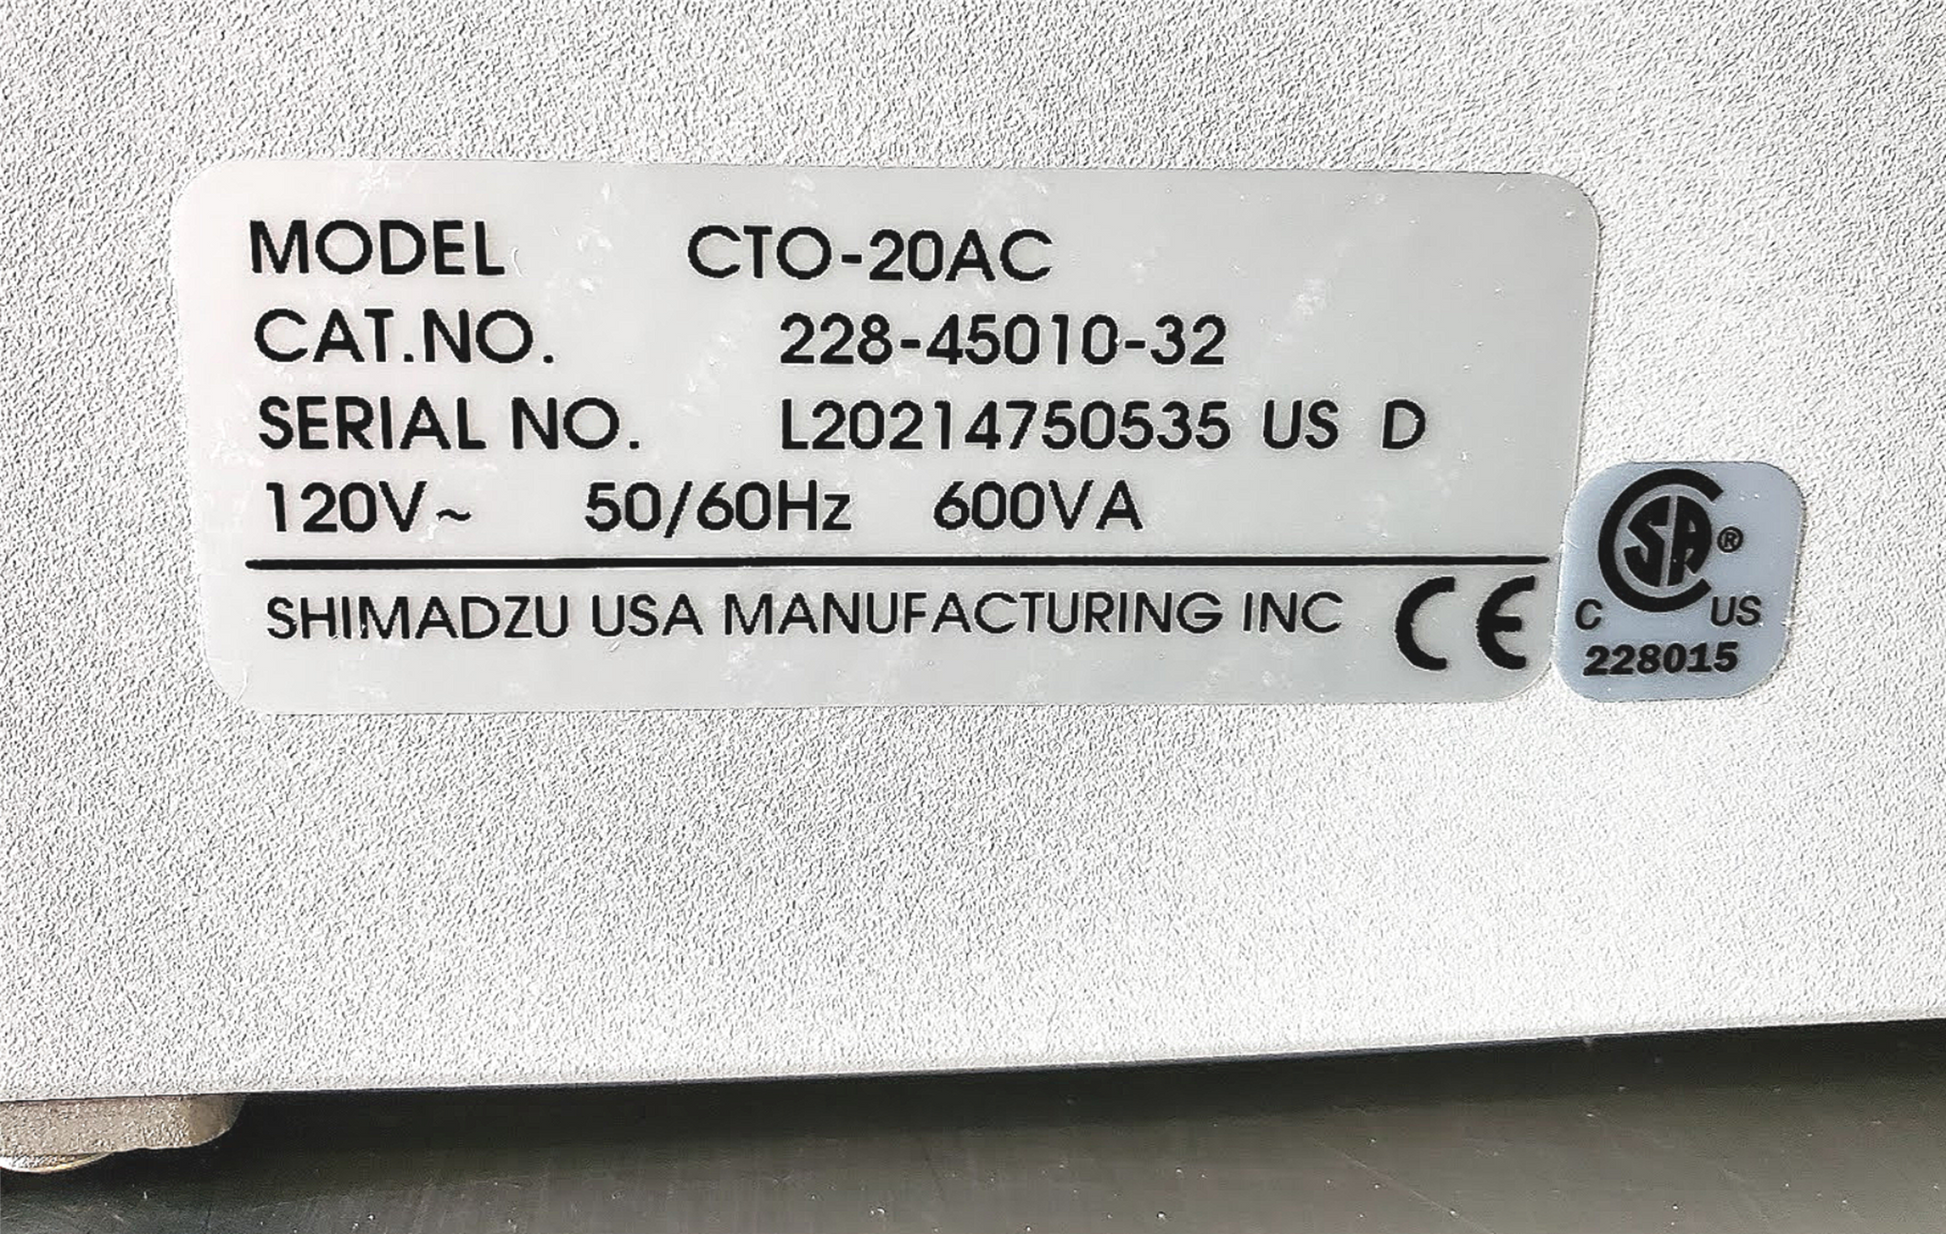 MODEL CTO-20AC
CAT.NO. 228-45010-32
SERIAL NO. L20214750535 US D
120V~ 50/60Hz 600VA
SHIMADZU USA MANUFACTURING INC CE
SA ®
C US
228015